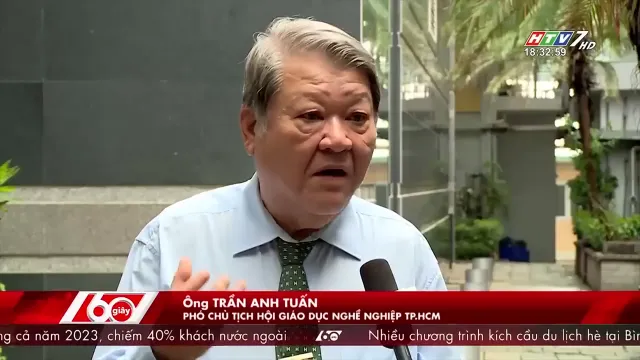 HTV7 HD
18:32:59
60 giây
Ông TRẦN ANH TUẤN
PHÓ CHỦ TỊCH HỘI GIÁO DỤC NGHỀ NGHIỆP TP.HCM
g cả năm 2023, chiếm 40% khách nước ngoài 60 Nhiều chương trình kích cầu du lịch hè tại B